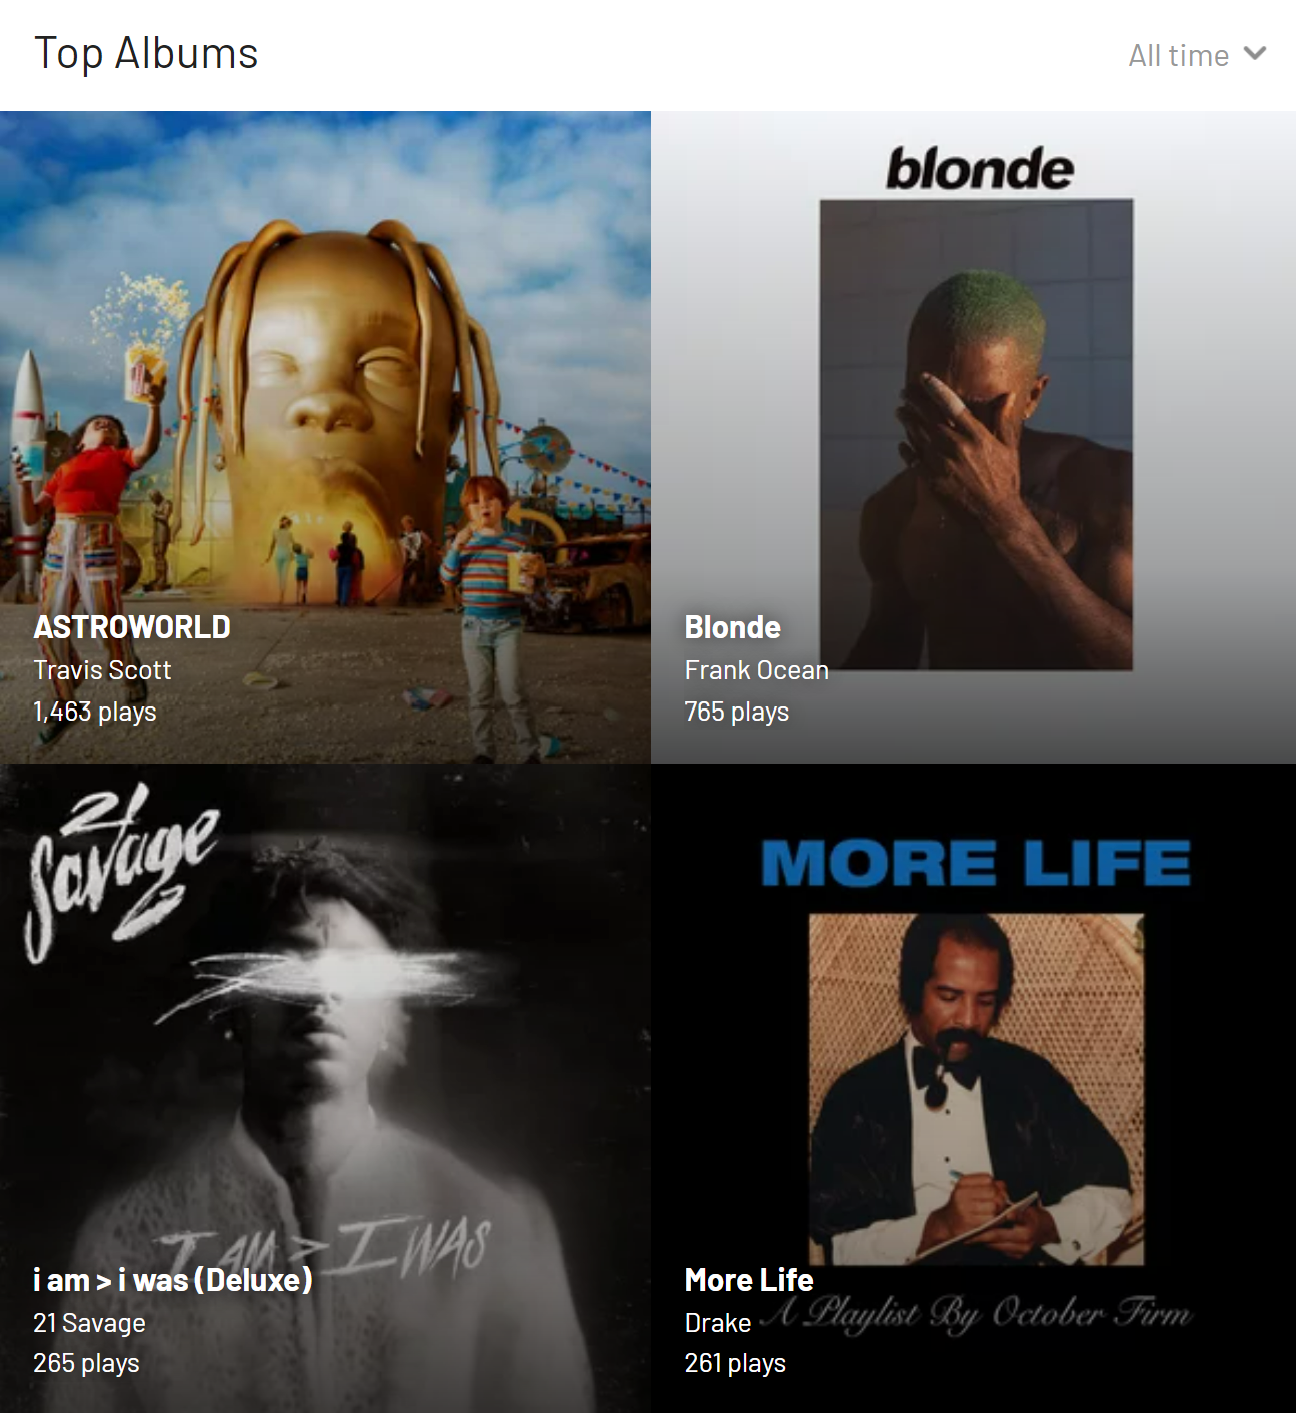 Top Albums
All time
ASTROWORLD
Travis Scott
1,463 plays
blonde
Blonde
Frank Ocean
765 plays
21
Savage
I AM > I WAS
i am > i was (Deluxe)
21 Savage
265 plays
MORE LIFE
More Life
Drake
A Playlist By October Firm
261 plays